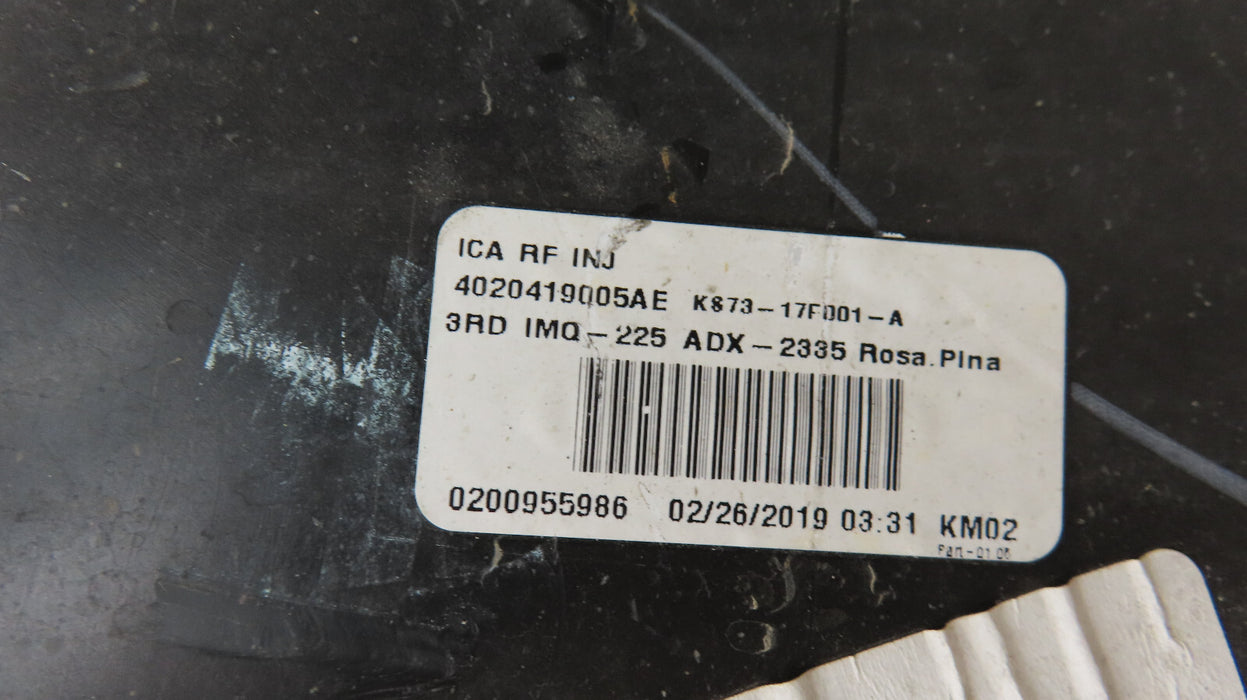 ICA RF INJ
4020419005AE K873-17F001-A
3RD IMQ-225 ADX-2335 Rosa.Plna
0200955986 02/26/2019 03:31 KM02